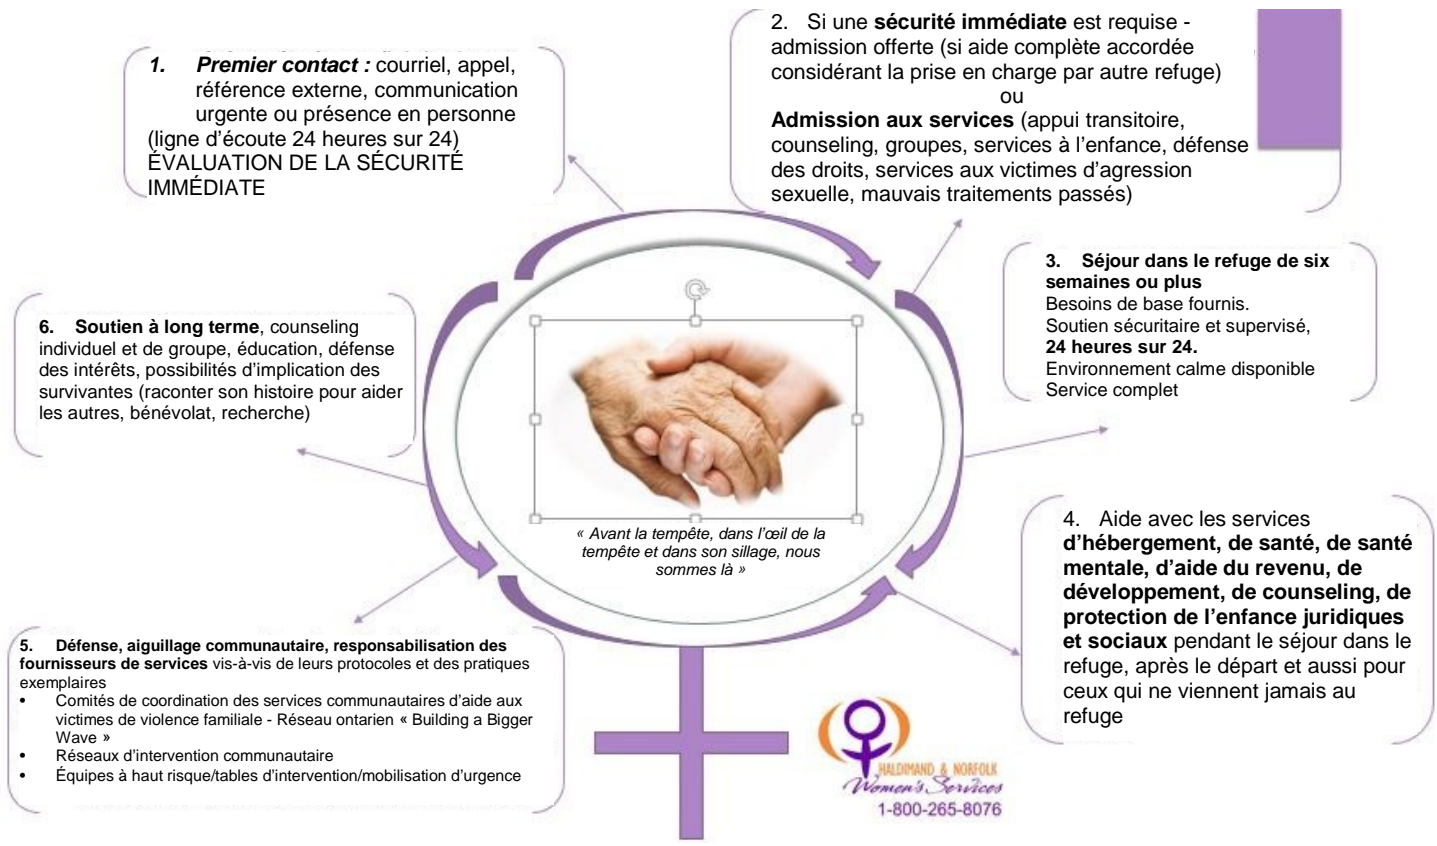 1. Premier contact : courriel, appel,
référence externe, communication
urgente ou présence en personne
(ligne d’écoute 24 heures sur 24)
ÉVALUATION DE LA SÉCURITÉ
IMMÉDIATE
2. Si une sécurité immédiate est requise -
admission offerte (si aide complète accordée
considérant la prise en charge par autre refuge)
ou
Admission aux services (appui transitoire,
counseling, groupes, services à l’enfance, défense
des droits, services aux victimes d’agression
sexuelle, mauvais traitements passés)
3. Séjour dans le refuge de six
semaines ou plus
Besoins de base fournis.
Soutien sécuritaire et supervisé,
24 heures sur 24.
Environnement calme disponible
Service complet
4. Aide avec les services
d’hébergement, de santé, de santé
mentale, d’aide du revenu, de
développement, de counseling, de
protection de l’enfance juridiques
et sociaux pendant le séjour dans le
refuge, après le départ et aussi pour
ceux qui ne viennent jamais au
refuge
5. Défense, aiguillage communautaire, responsabilisation des
fournisseurs de services vis-à-vis de leurs protocoles et des pratiques
exemplaires
• Comités de coordination des services communautaires d’aide aux
victimes de violence familiale - Réseau ontarien « Building a Bigger
Wave »
• Réseaux d’intervention communautaire
• Équipes à haut risque/tables d’intervention/mobilisation d’urgence
6. Soutien à long terme, counseling
individuel et de groupe, éducation, défense
des intérêts, possibilités d’implication des
survivantes (raconter son histoire pour aider
les autres, bénévolat, recherche)
« Avant la tempête, dans l’œil de la
tempête et dans son sillage, nous
sommes là »
HALDIMAND & NORFOLK
Women's Services
1-800-265-8076